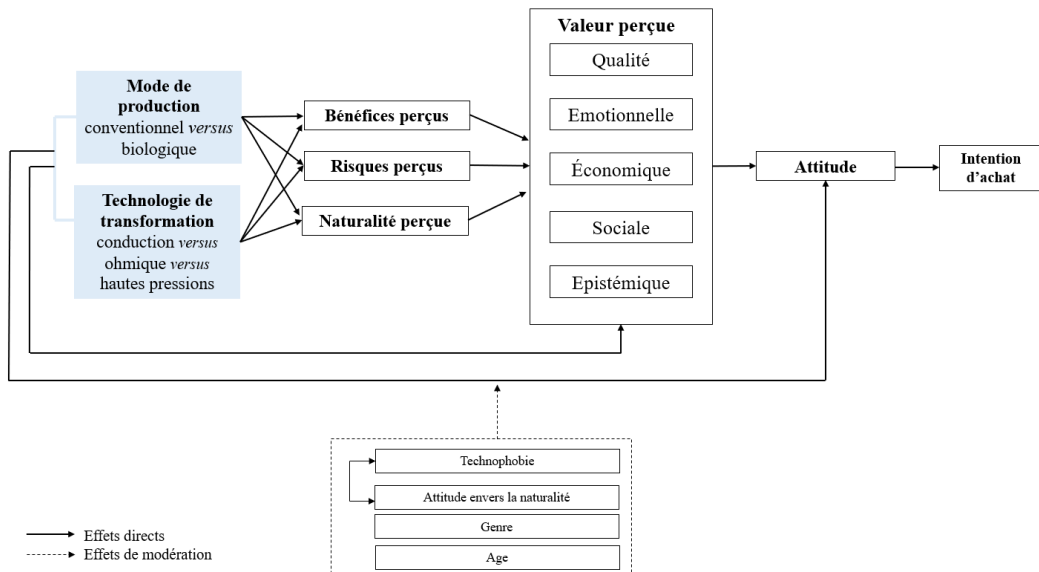 Valeur perçue
Qualité
Emotionnelle
Économique
Sociale
Epistémique
Mode de
production
conventionnel versus
biologique
Technologie de
transformation
conduction versus
ohmique versus
hautes pressions
Bénéfices perçus
Risques perçus
Naturalité perçue
Attitude
Intention
d’achat
Technophobie
Attitude envers la naturalité
Genre
Age
Effets directs
Effets de modération